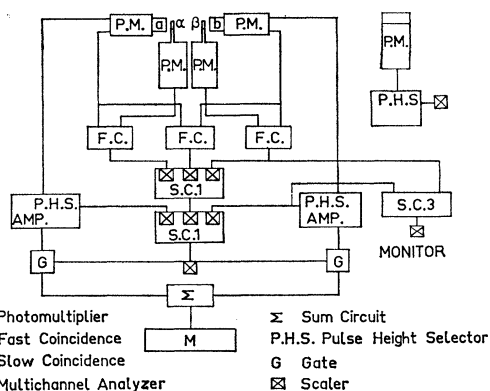 P.M. a α β b P.M.
P.M. P.M.
P.M.
P.H.S
F.C. F.C. F.C.
S.C.1
P.H.S. AMP.
P.H.S. AMP.
S.C.3
S.C.1
MONITOR
G G
Σ
M
Photomultiplier
Fast Coincidence
Slow Coincidence
Multichannel Analyzer
Σ Sum Circuit
P.H.S. Pulse Height Selector
G Gate
Scaler